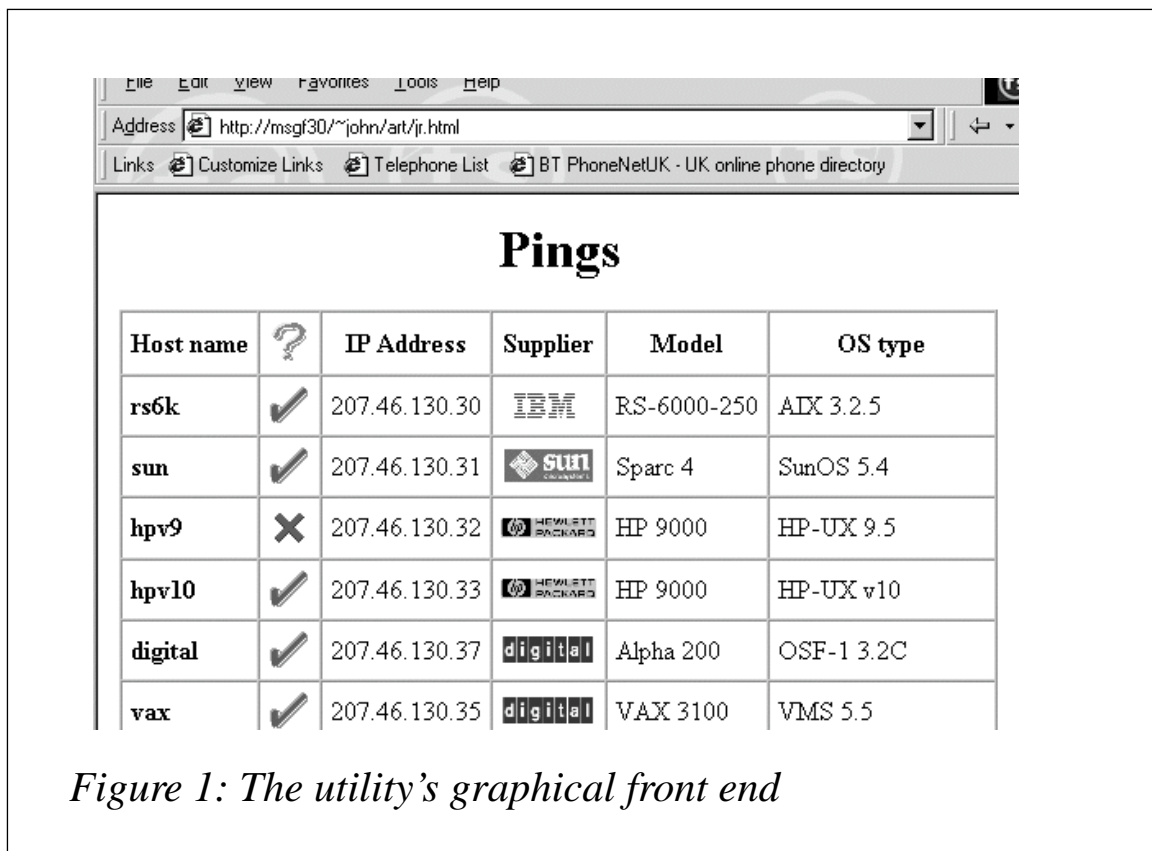 File Edit View Favorites Tools Help
Address http://msgf30/~john/art/jr.html
Links Customize Links Telephone List BT PhoneNetUK - UK online phone directory
Pings
Host name ? IP Address Supplier Model OS type
rs6k 207.46.130.30 IBM RS-6000-250 AIX 3.2.5
sun 207.46.130.31 sun Sparc 4 SunOS 5.4
hpv9 207.46.130.32 hp HEWLETT PACKARD HP 9000 HP-UX 9.5
hpv10 207.46.130.33 hp HEWLETT PACKARD HP 9000 HP-UX v10
digital 207.46.130.37 digital Alpha 200 OSF-1 3.2C
vax 207.46.130.35 digital VAX 3100 VMS 5.5
Figure 1: The utility's graphical front end